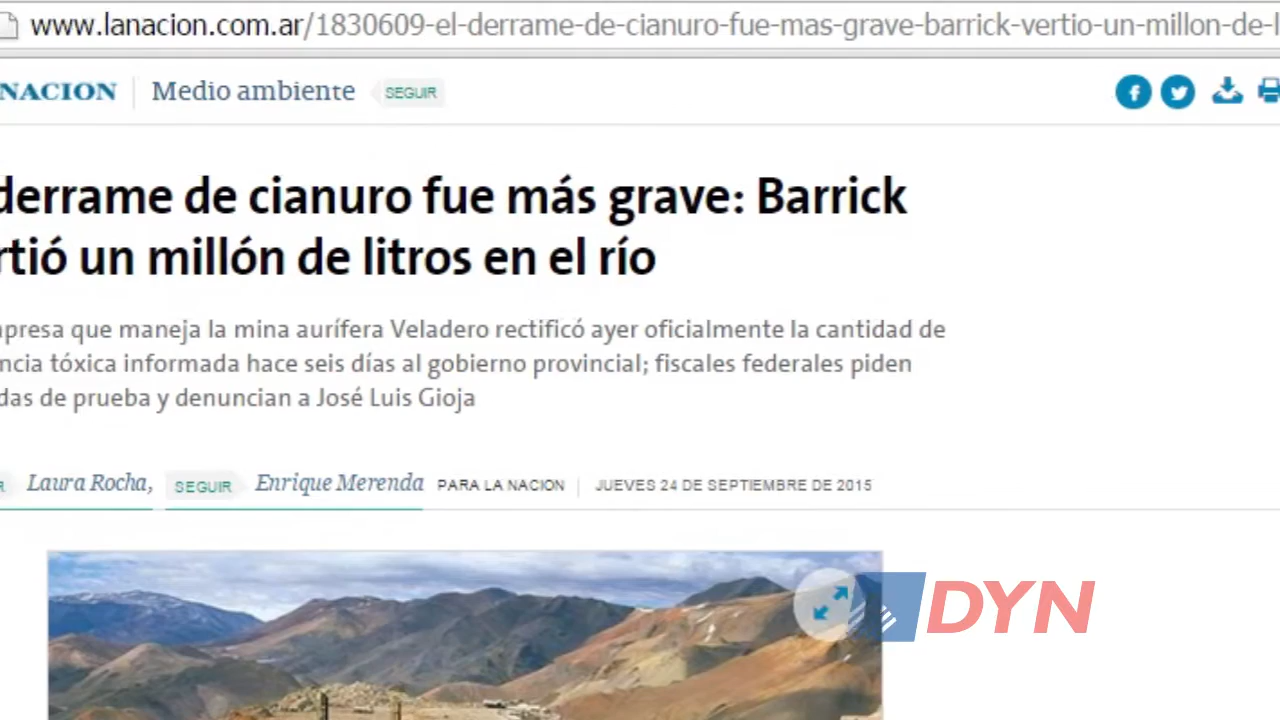 www.lanacion.com.ar/1830609-el-derrame-de-cianuro-fue-mas-grave-barrick-vertio-un-millon-de-l
NACION Medio ambiente SEGUIR
derrame de cianuro fue más grave: Barrick
rtió un millón de litros en el río
presa que maneja la mina aurífera Veladero rectificó ayer oficialmente la cantidad de
ncia tóxica informada hace seis días al gobierno provincial; fiscales federales piden
das de prueba y denuncian a José Luis Gioja
R Laura Rocha, SEGUIR Enrique Merenda PARA LA NACION JUEVES 24 DE SEPTIEMBRE DE 2015
DYN